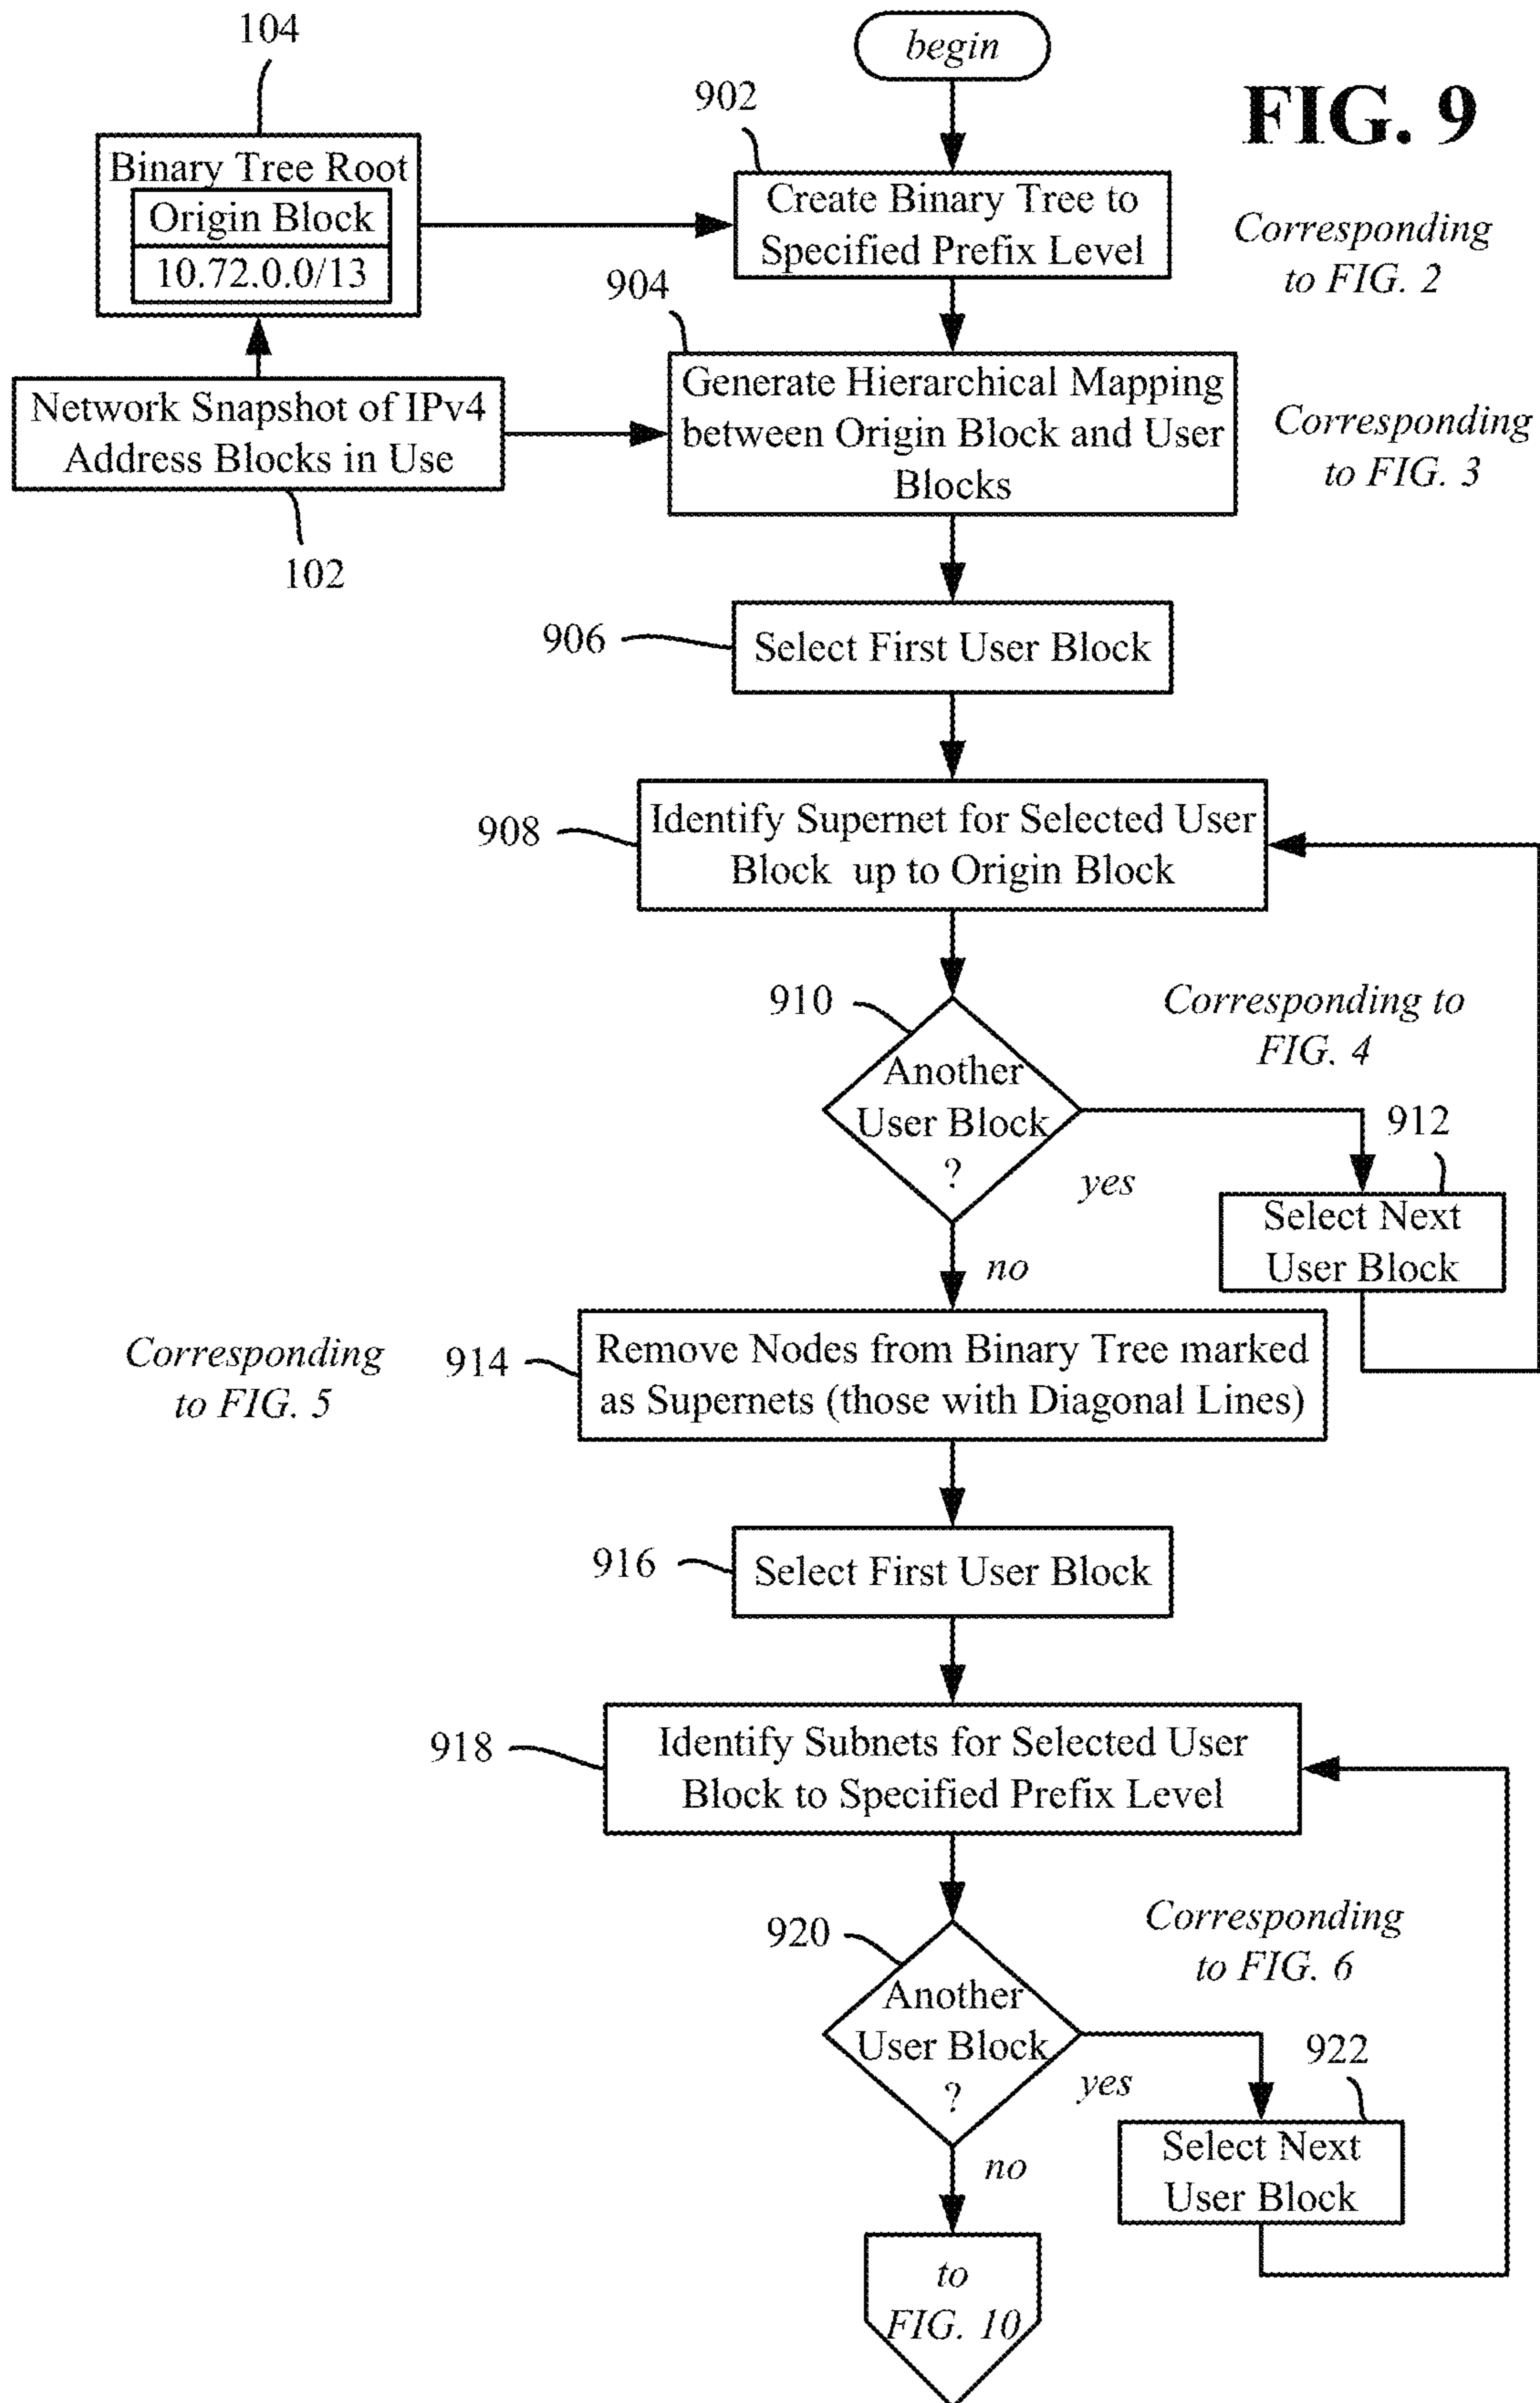 104
begin
FIG. 9
902
Binary Tree Root
Origin Block
10.72.0.0/13
Create Binary Tree to
Specified Prefix Level
Corresponding
to FIG. 2
904
Network Snapshot of IPv4
Address Blocks in Use
102
Generate Hierarchical Mapping
between Origin Block and User
Blocks
Corresponding
to FIG. 3
906
Select First User Block
908
Identify Supernet for Selected User
Block up to Origin Block
910
Another
User Block
?
Corresponding to
FIG. 4
yes
912
Select Next
User Block
no
Corresponding
to FIG. 5
914
Remove Nodes from Binary Tree marked
as Supernets (those with Diagonal Lines)
916
Select First User Block
918
Identify Subnets for Selected User
Block to Specified Prefix Level
920
Another
User Block
?
Corresponding
to FIG. 6
yes
922
Select Next
User Block
no
to
FIG. 10